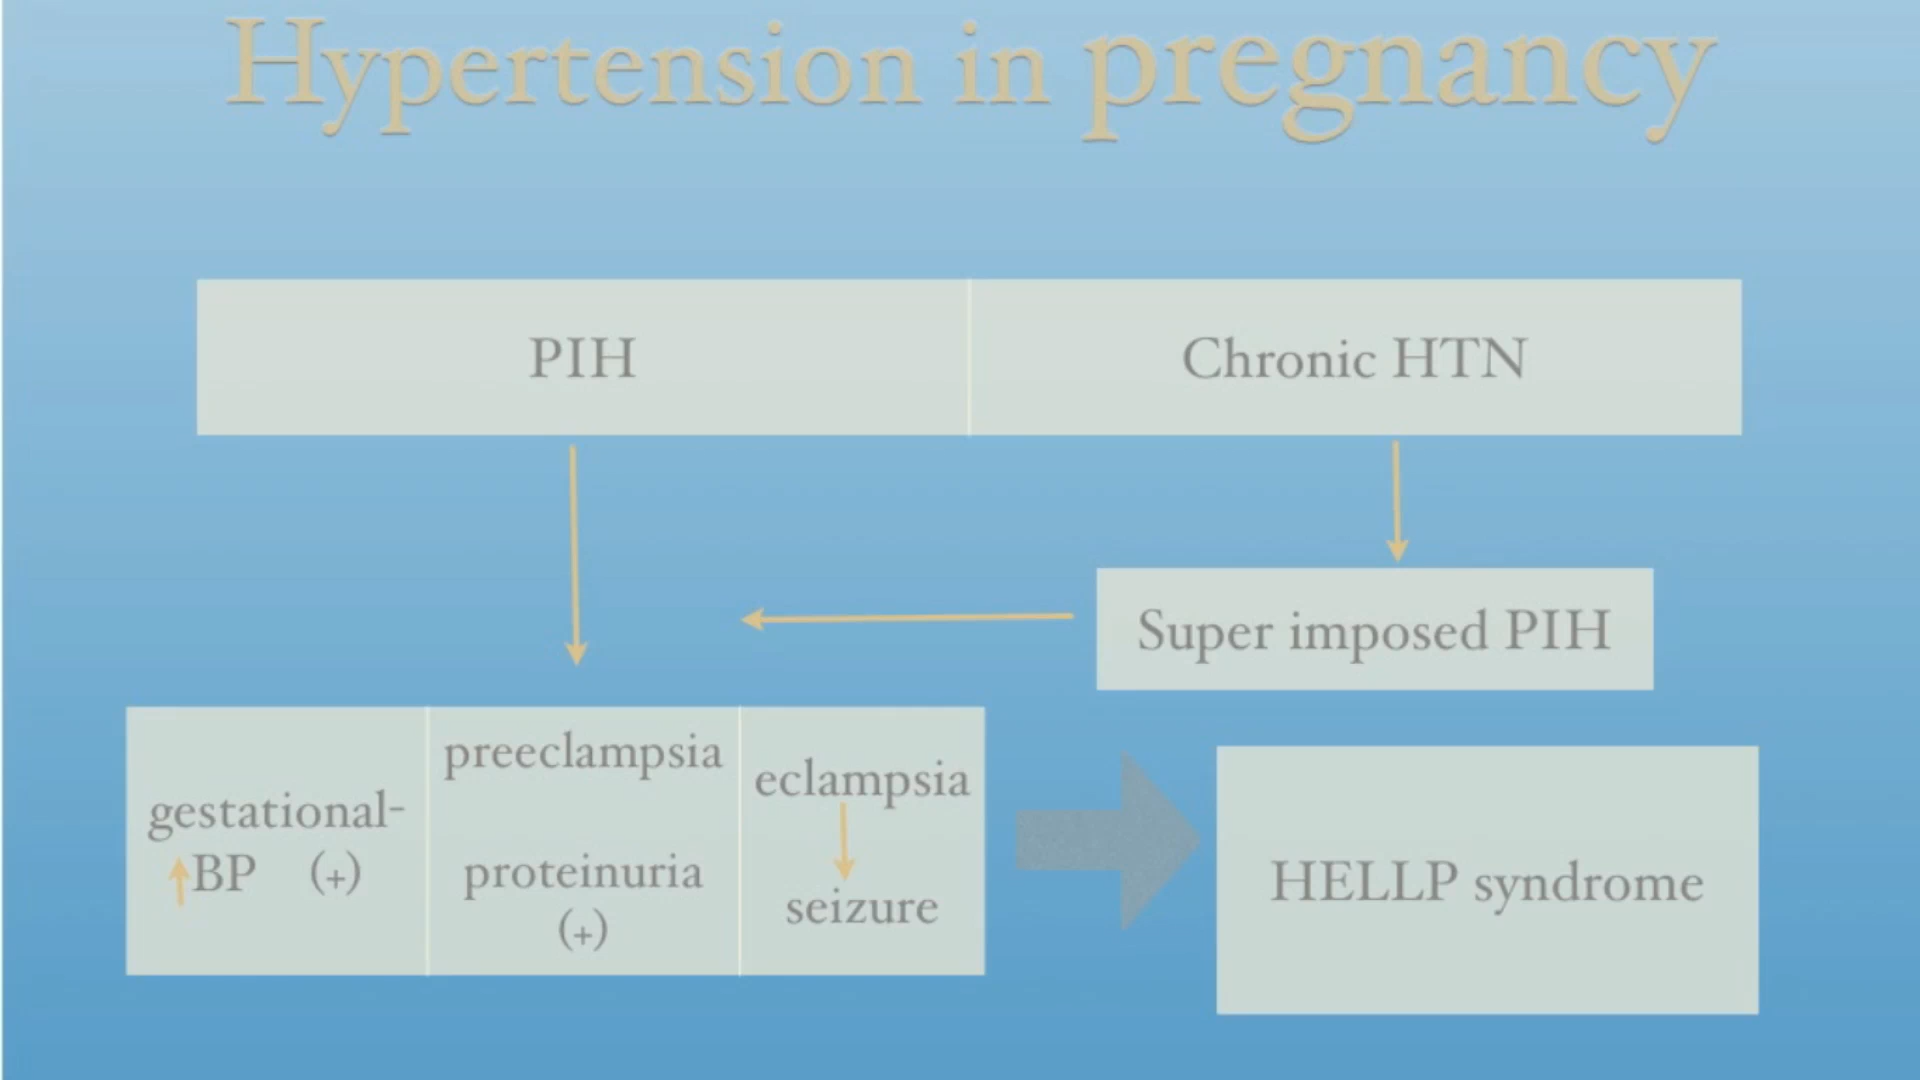 Hypertension in pregnancy
PIH
Chronic HTN
Super imposed PIH
gestational-
BP (+)
preeclampsia
proteinuria
(+)
eclampsia
seizure
HELLP syndrome